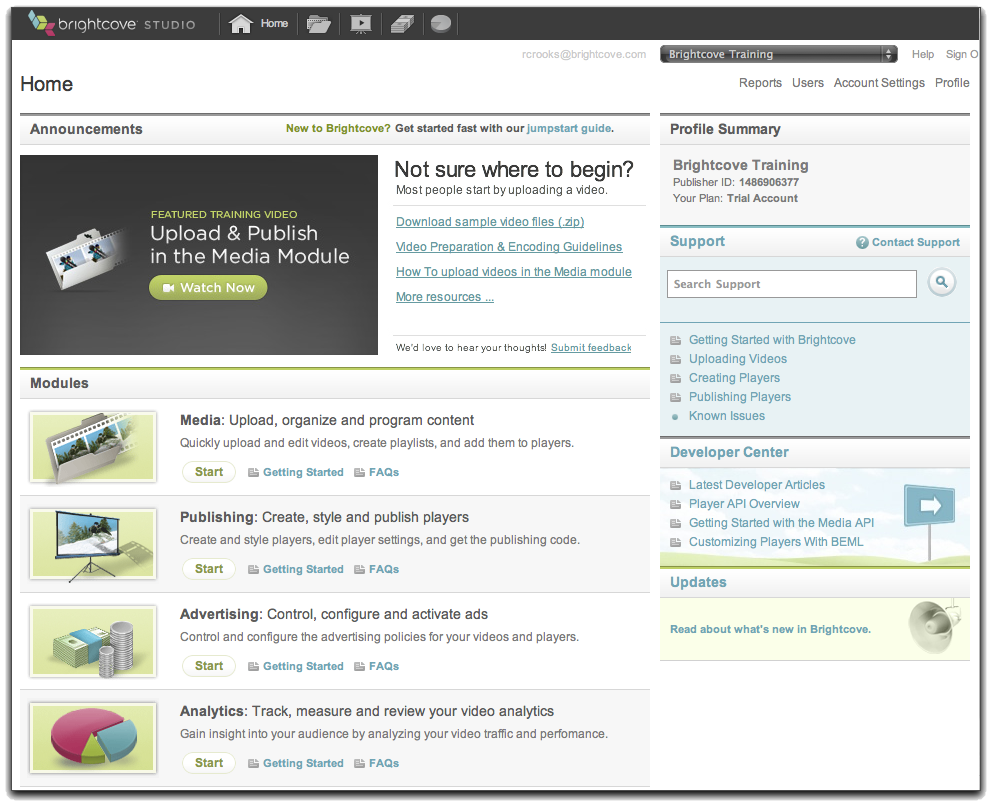 brightcove STUDIO
Home
rcrooks@brightcove.com
Brightcove Training
Help Sign O
Home
Reports Users Account Settings Profile
Announcements
New to Brightcove? Get started fast with our jumpstart guide.
FEATURED TRAINING VIDEO
Upload & Publish
in the Media Module
Watch Now
Not sure where to begin?
Most people start by uploading a video.
Download sample video files (.zip)
Video Preparation & Encoding Guidelines
How To upload videos in the Media module
More resources ...
We'd love to hear your thoughts! Submit feedback
Modules
Media: Upload, organize and program content
Quickly upload and edit videos, create playlists, and add them to players.
Start Getting Started FAQs
Publishing: Create, style and publish players
Create and style players, edit player settings, and get the publishing code.
Start Getting Started FAQs
Advertising: Control, configure and activate ads
Control and configure the advertising policies for your videos and players.
Start Getting Started FAQs
Analytics: Track, measure and review your video analytics
Gain insight into your audience by analyzing your video traffic and perfomance.
Start Getting Started FAQs
Profile Summary
Brightcove Training
Publisher ID: 1486906377
Your Plan: Trial Account
Support
? Contact Support
Search Support
Getting Started with Brightcove
Uploading Videos
Creating Players
Publishing Players
Known Issues
Developer Center
Latest Developer Articles
Player API Overview
Getting Started with the Media API
Customizing Players With BEML
Updates
Read about what's new in Brightcove.